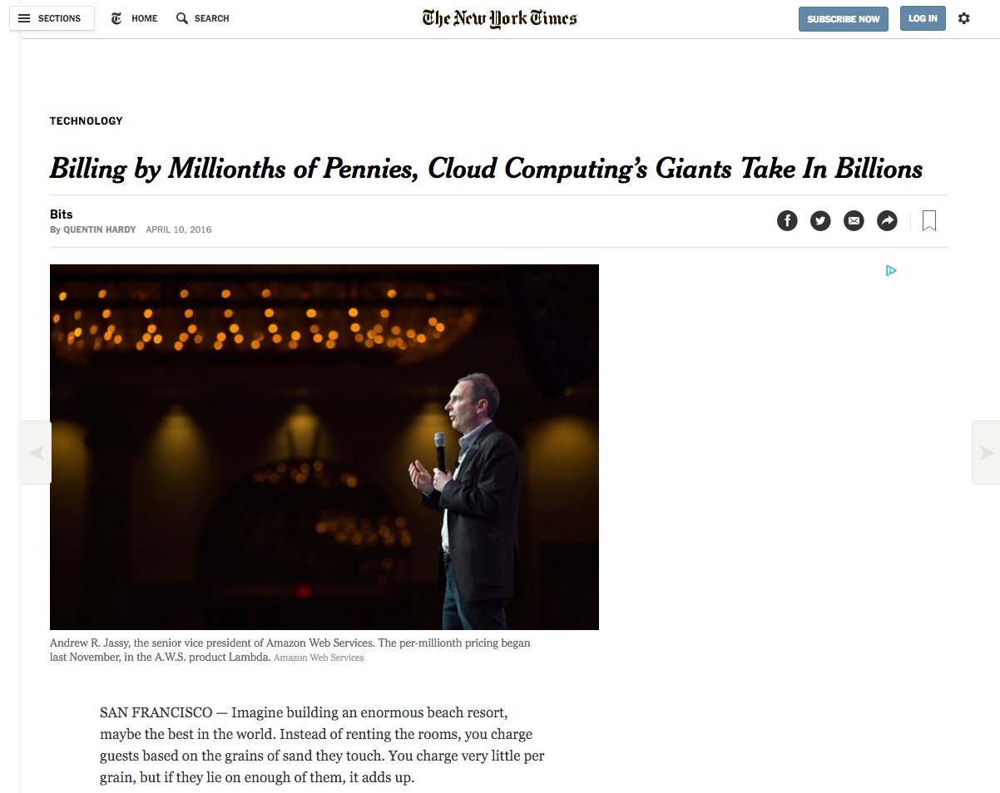 SECTIONS HOME SEARCH The New York Times SUBSCRIBE NOW LOG IN
TECHNOLOGY
Billing by Millionths of Pennies, Cloud Computing’s Giants Take In Billions
Bits
By QUENTIN HARDY APRIL 10, 2016
Andrew R. Jassy, the senior vice president of Amazon Web Services. The per-millionth pricing began
last November, in the A.W.S. product Lambda. Amazon Web Services
SAN FRANCISCO — Imagine building an enormous beach resort,
maybe the best in the world. Instead of renting the rooms, you charge
guests based on the grains of sand they touch. You charge very little per
grain, but if they lie on enough of them, it adds up.